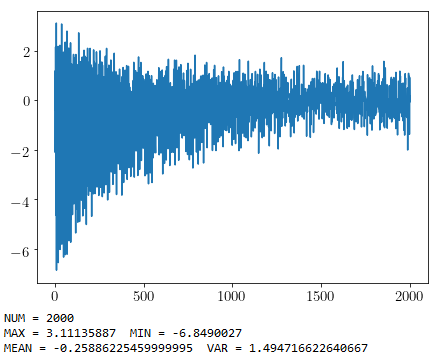 2
0
−2
−4
−6
0 500 1000 1500 2000
NUM = 2000
MAX = 3.11135887 MIN = -6.8490027
MEAN = -0.25886225459999995 VAR = 1.494716622640667